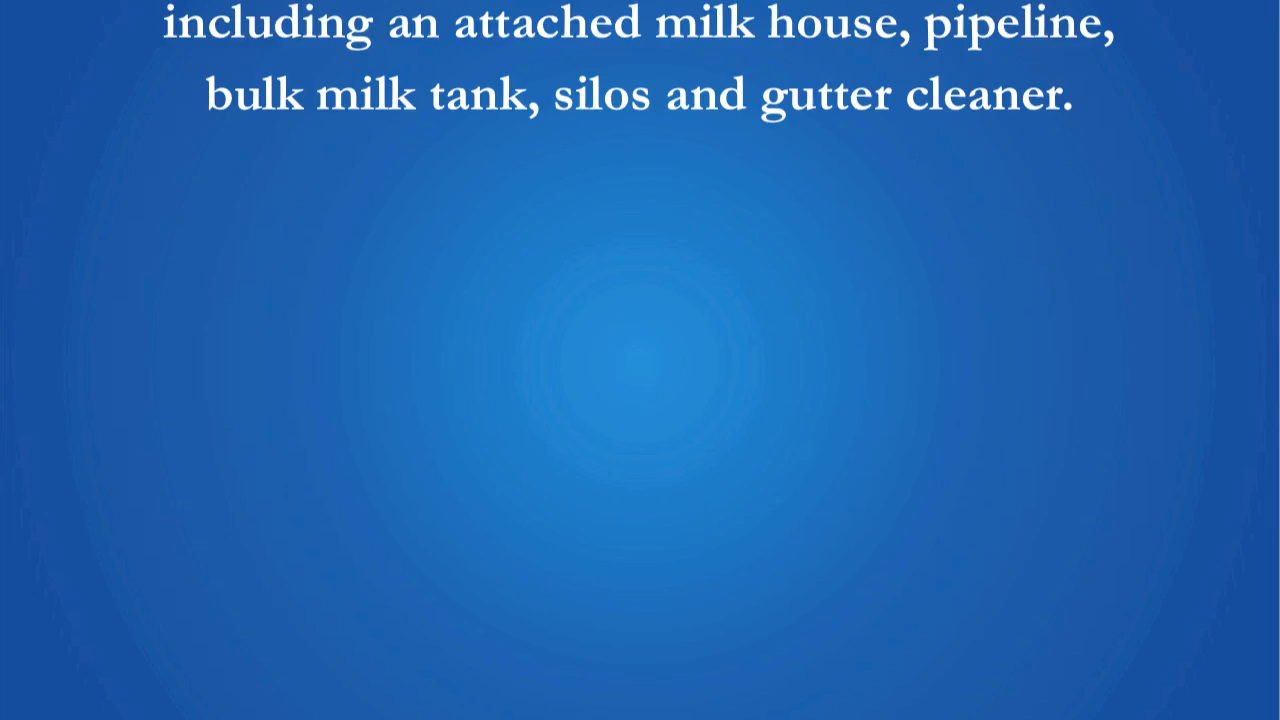 including an attached milk house, pipeline,
bulk milk tank, silos and gutter cleaner.